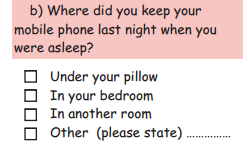 b) Where did you keep your
mobile phone last night when you
were asleep?
☐ Under your pillow
☐ In your bedroom
☐ In another room
☐ Other (please state) ..............